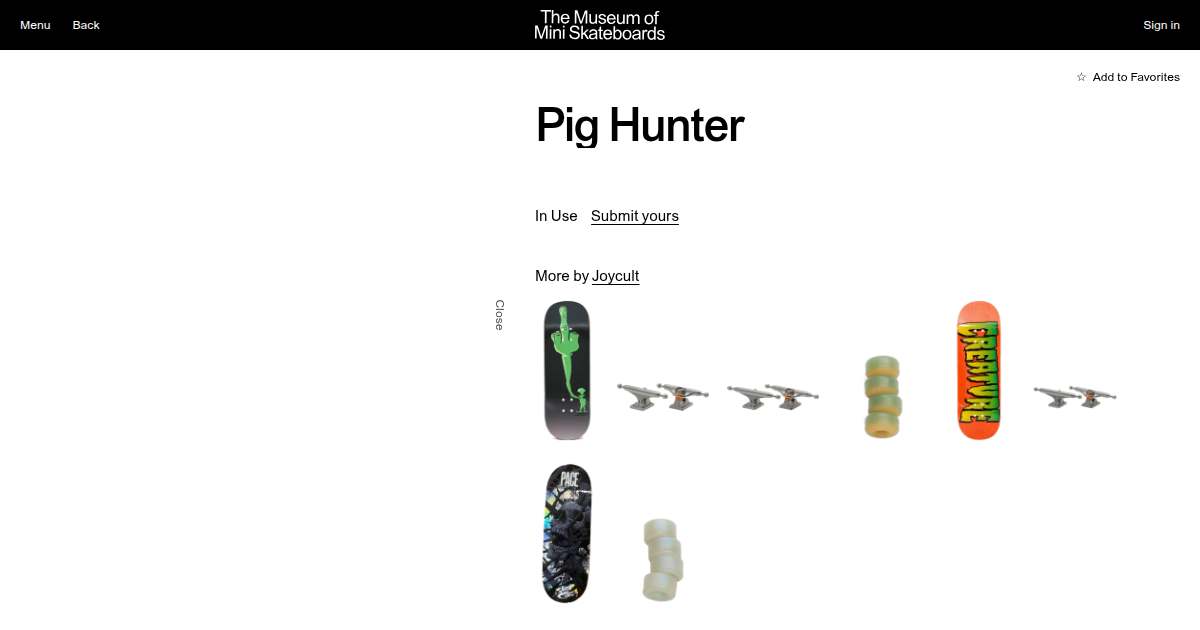 Menu Back
The Museum of
Mini Skateboards
Sign in
☆ Add to Favorites
Pig Hunter
In Use Submit yours
More by Joycult
Close
CREATURE
PACE